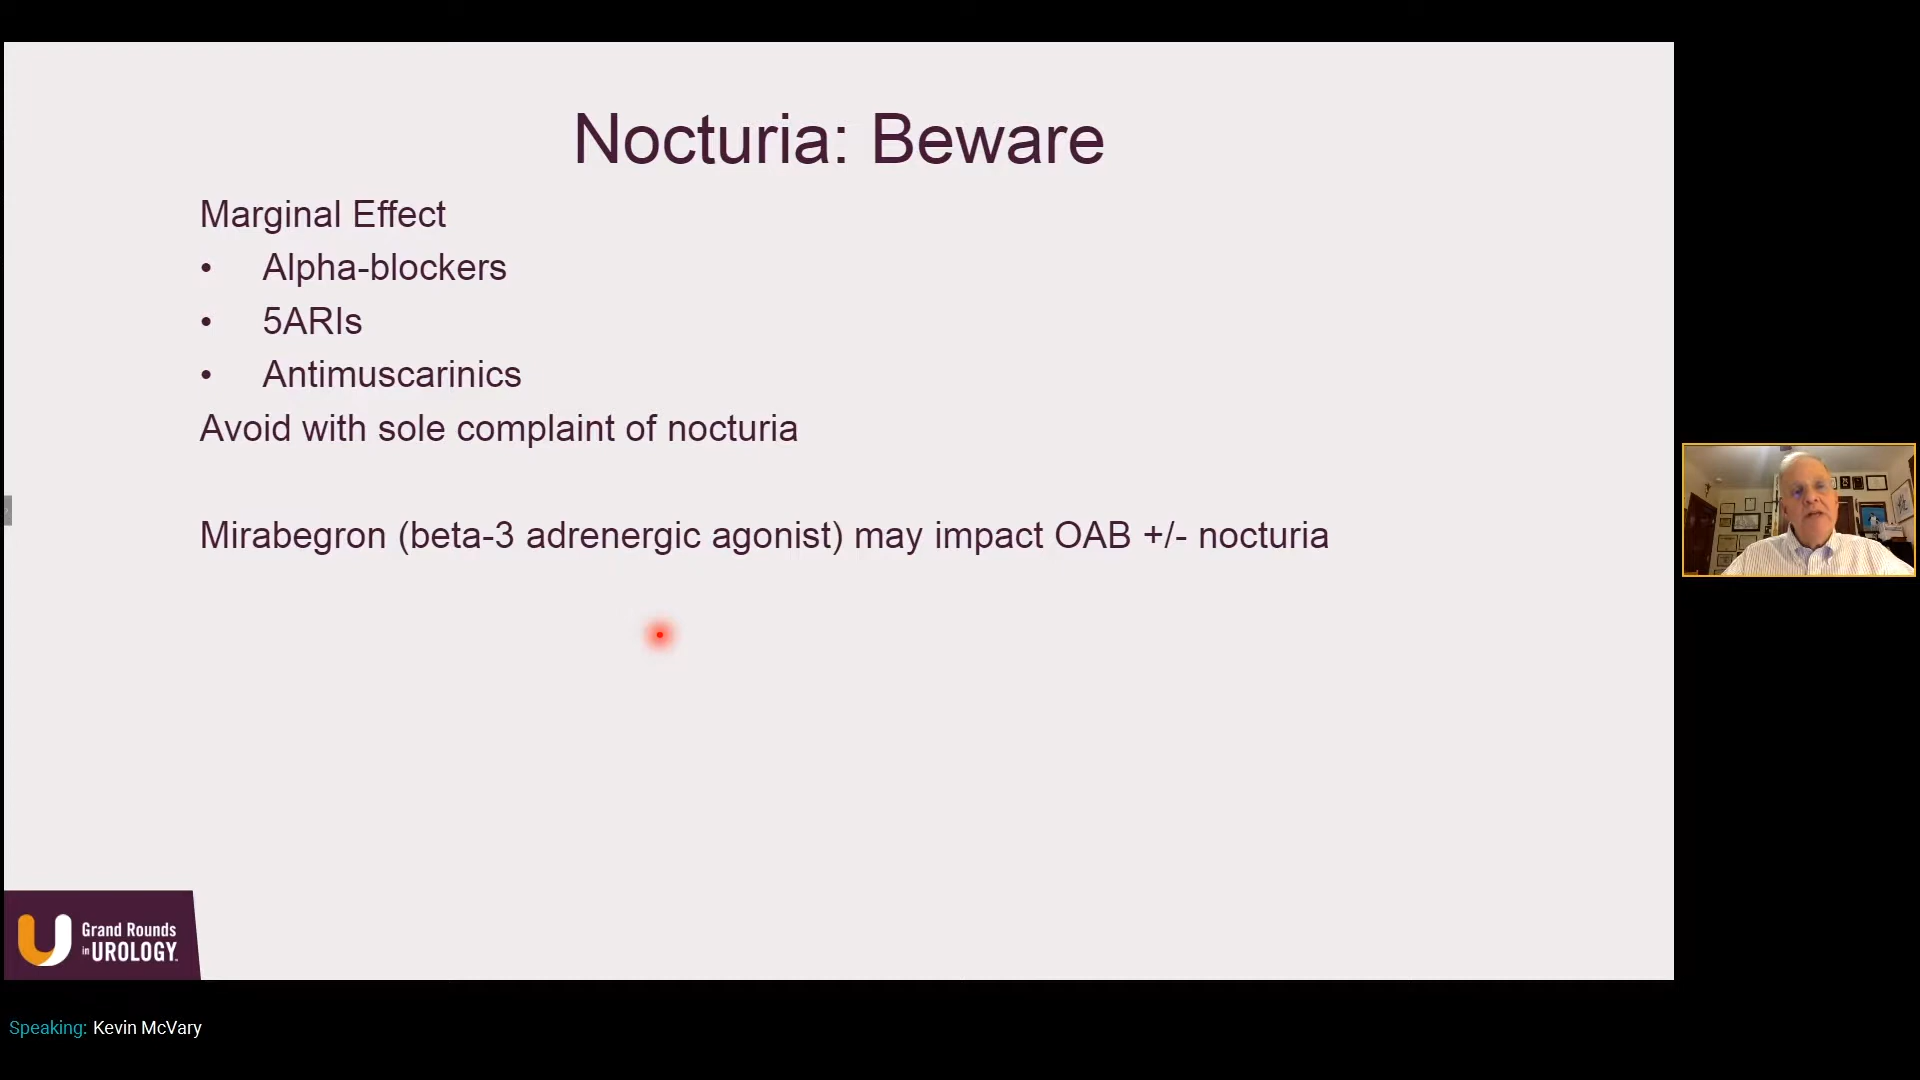 Nocturia: Beware
Marginal Effect
• Alpha-blockers
• 5ARIs
• Antimuscarinics
Avoid with sole complaint of nocturia
Mirabegron (beta-3 adrenergic agonist) may impact OAB +/- nocturia
Grand Rounds
in UROLOGY
Speaking: Kevin McVary